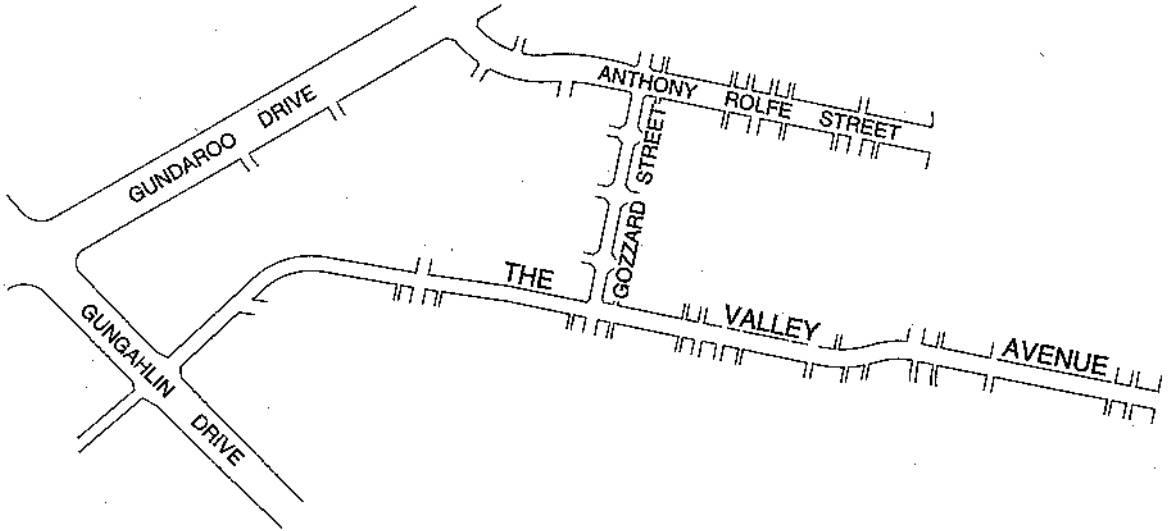 ANTHONY ROLFE STREET
GUNDAROO DRIVE
GOZZARD STREET
THE VALLEY AVENUE
GUNGAHLIN DRIVE